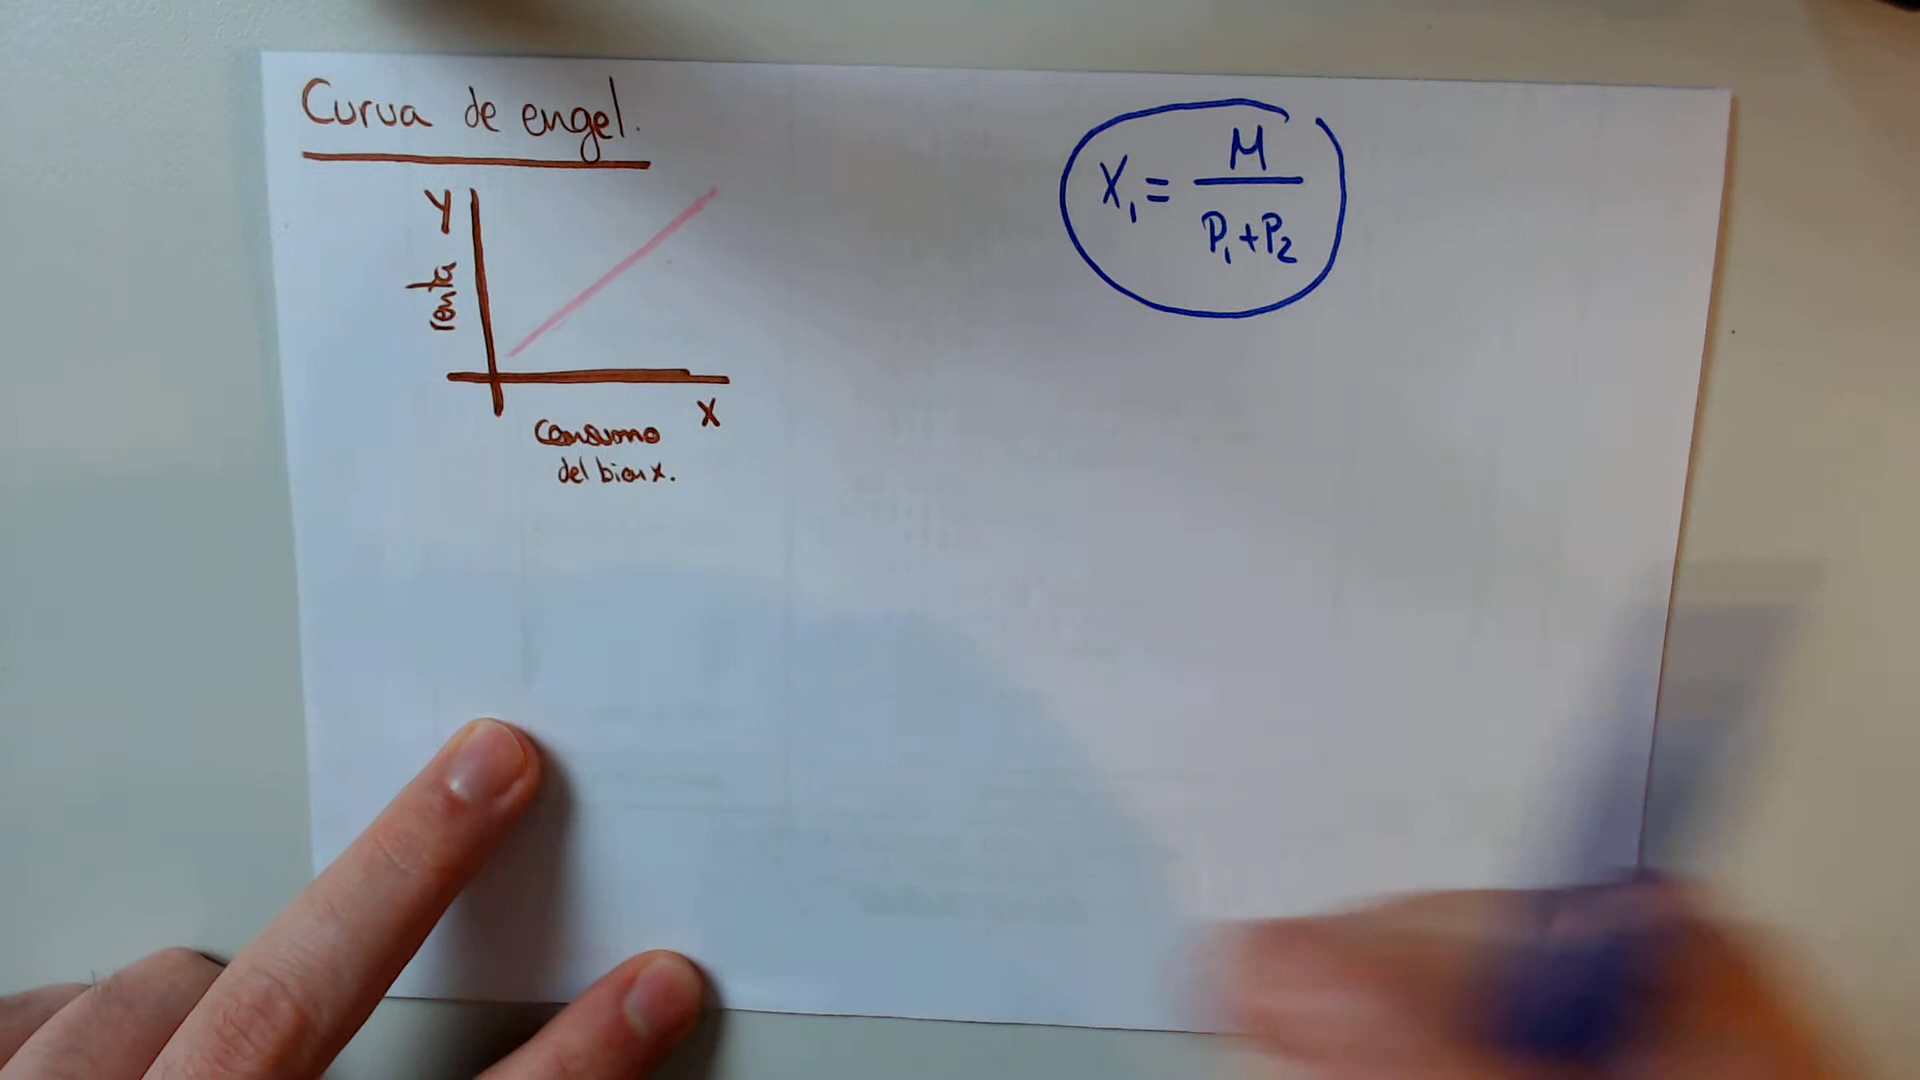 Curva de engel.
Y
renta
X
Consumo
del bien x.
X₁ = M / P₁+P₂